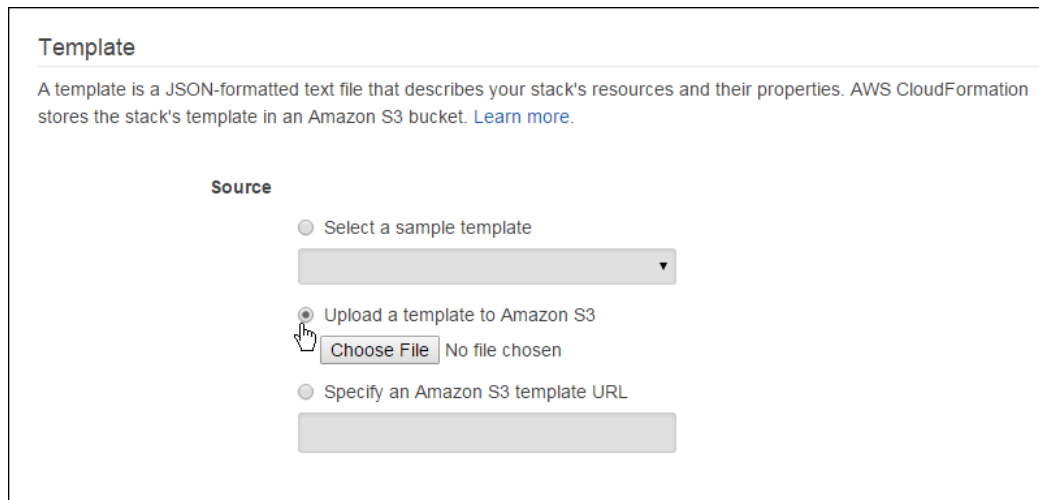 Template
A template is a JSON-formatted text file that describes your stack's resources and their properties. AWS CloudFormation
stores the stack's template in an Amazon S3 bucket. Learn more.
Source
Select a sample template
Upload a template to Amazon S3
Choose File No file chosen
Specify an Amazon S3 template URL